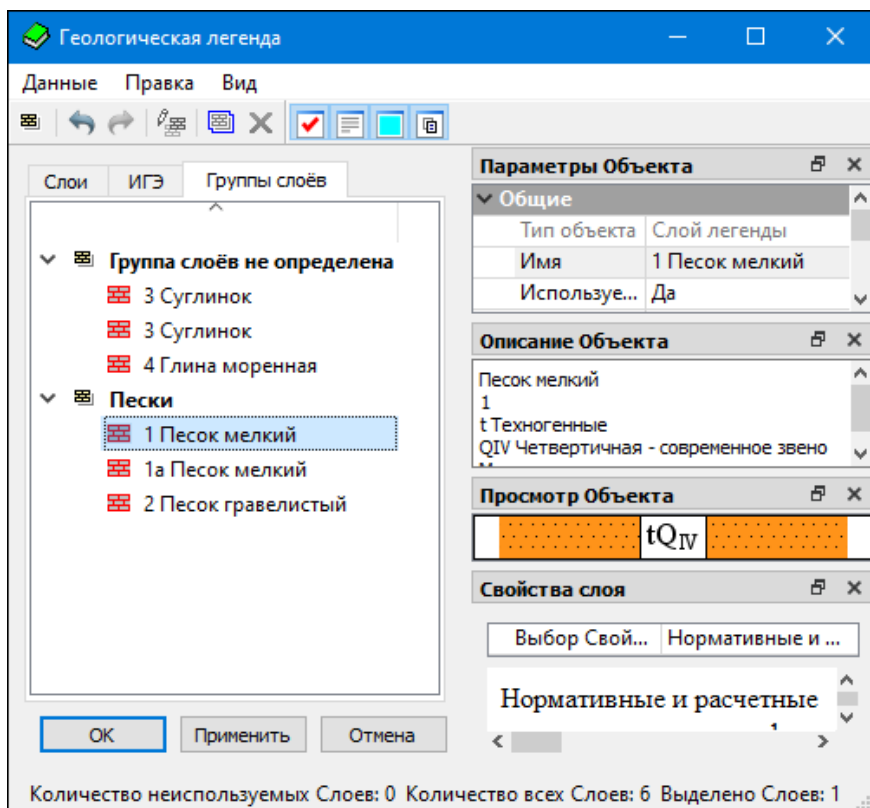 Геологическая легенда
Данные Правка Вид
Слои ИГЭ Группы слоёв
Группа слоёв не определена
3 Суглинок
3 Суглинок
4 Глина моренная
Пески
1 Песок мелкий
1а Песок мелкий
2 Песок гравелистый
ОК Применить Отмена
Параметры Объекта
Общие
Тип объекта Слой легенды
Имя 1 Песок мелкий
Используе... Да
Описание Объекта
Песок мелкий
1
t Техногенные
QIV Четвертичная - современное звено
Просмотр Объекта
tQIV
Свойства слоя
Выбор Свой... Нормативные и ...
Нормативные и расчетные
Количество неиспользуемых Слоев: 0 Количество всех Слоев: 6 Выделено Слоев: 1